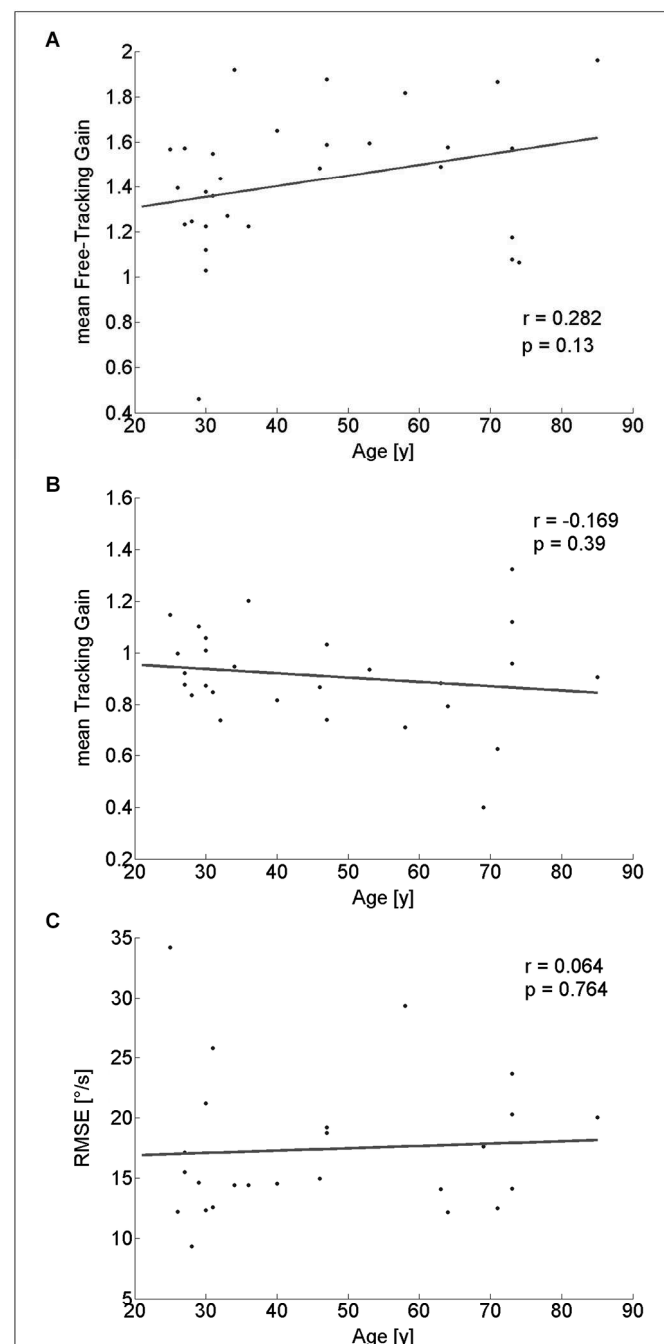 A
2
1.8
1.6
1.4
1.2
1
0.8
0.6
0.4
mean Free-Tracking Gain
r = 0.282
p = 0.13
20 30 40 50 60 70 80 90
Age [y]
B
1.6
1.4
1.2
1
0.8
0.6
0.4
0.2
mean Tracking Gain
r = -0.169
p = 0.39
20 30 40 50 60 70 80 90
Age [y]
C
35
30
25
20
15
10
5
RMSE [°/s]
r = 0.064
p = 0.764
20 30 40 50 60 70 80 90
Age [y]